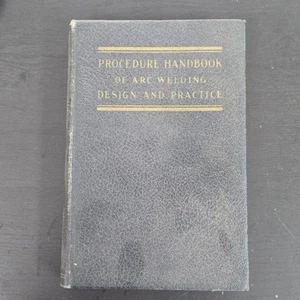 PROCEDURE HANDBOOK
OF ARC WELDING
DESIGN AND PRACTICE